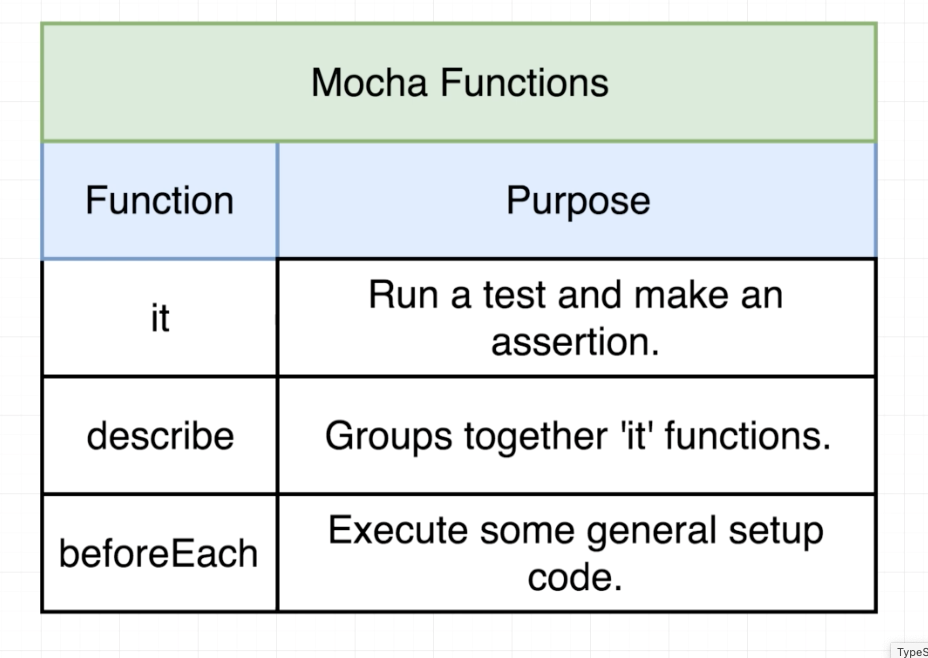 Mocha Functions
Function
Purpose
it
Run a test and make an
assertion.
describe
Groups together 'it' functions.
beforeEach
Execute some general setup
code.
TypeS